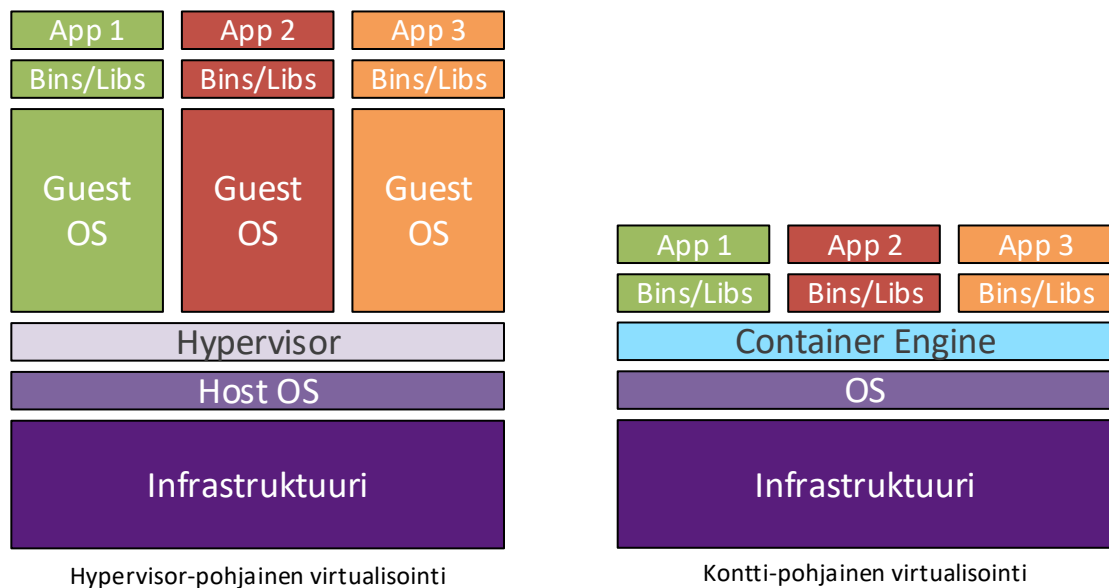 App 1
App 2
App 3
Bins/Libs
Bins/Libs
Bins/Libs
Guest
OS
Guest
OS
Guest
OS
Hypervisor
Host OS
Infrastruktuuri
Hypervisor-pohjainen virtualisointi
App 1
App 2
App 3
Bins/Libs
Bins/Libs
Bins/Libs
Container Engine
OS
Infrastruktuuri
Kontti-pohjainen virtualisointi